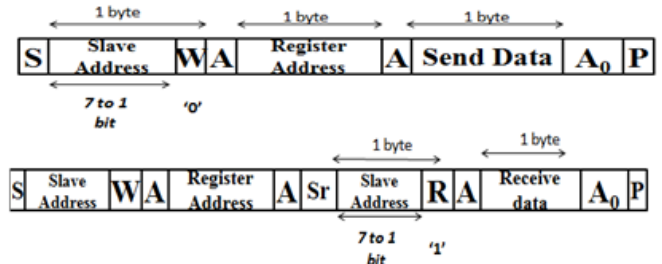 1 byte 1 byte 1 byte
S Slave Address W A Register Address A Send Data A₀ P
7 to 1 bit '0'
1 byte 1 byte
S Slave Address W A Register Address A Sr Slave Address R A Receive data A₀ P
7 to 1 bit '1'